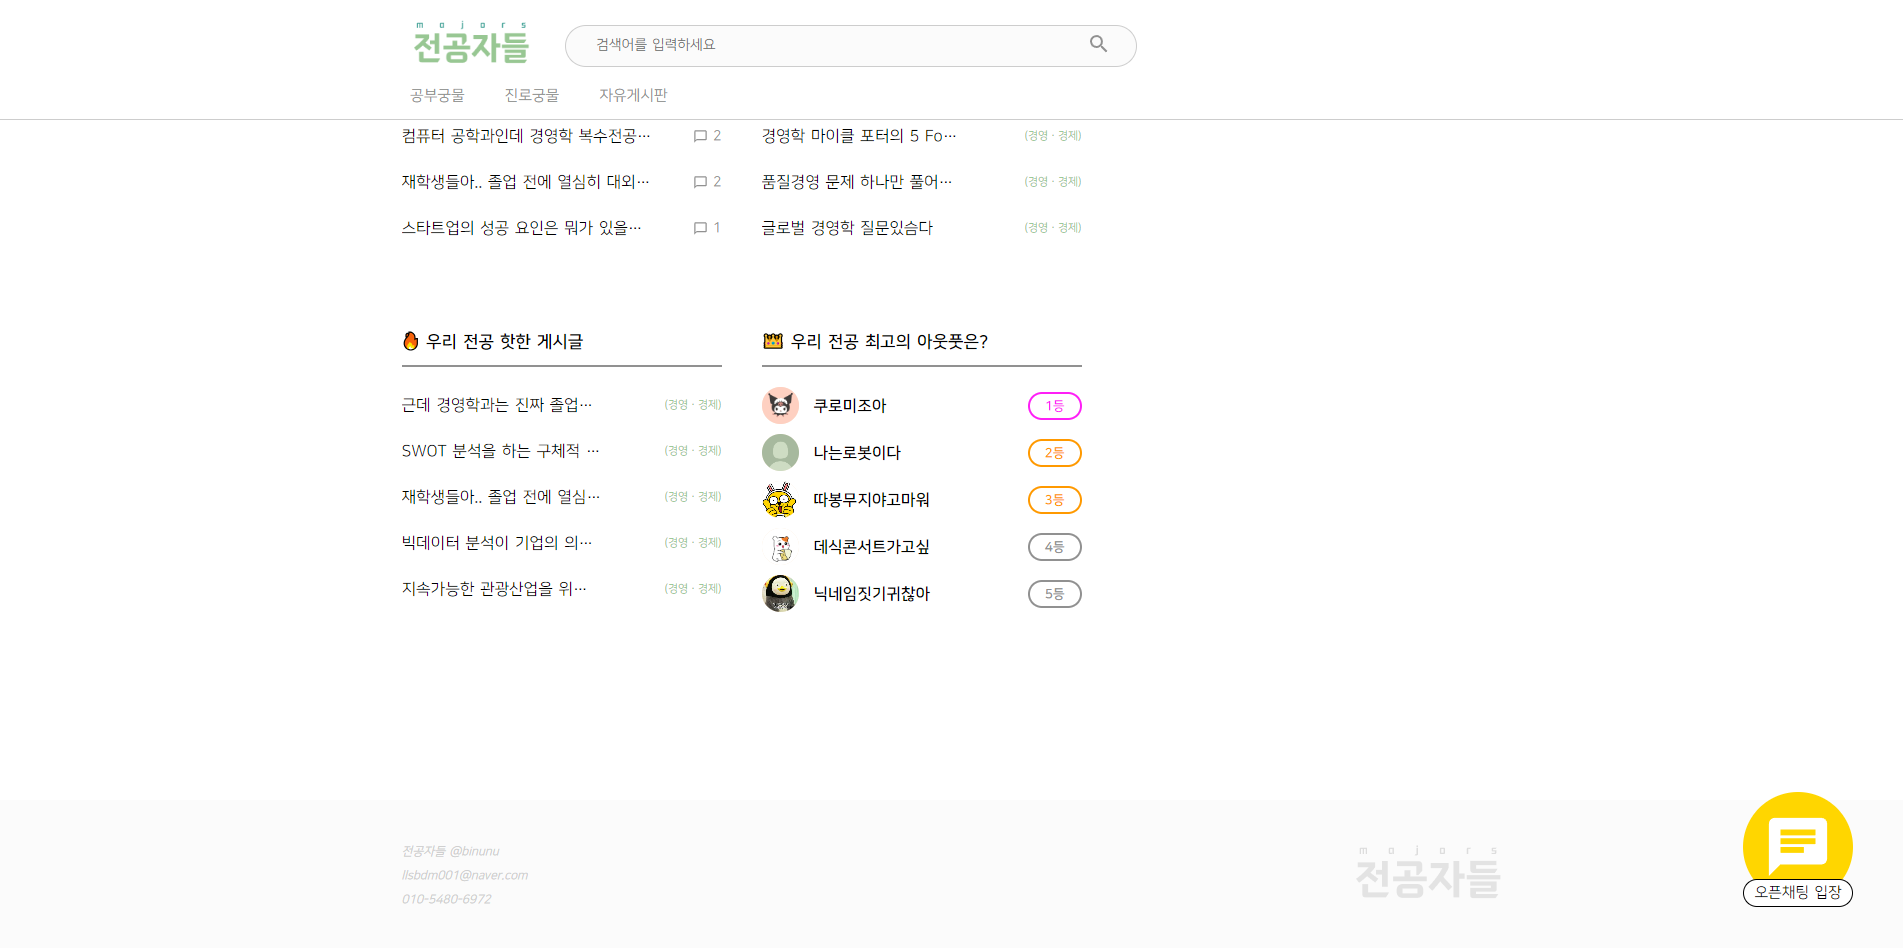 majors
전공자들
검색어를 입력하세요
공부궁물 진로궁물 자유게시판
컴퓨터 공학과인데 경영학 복수전공… 2
경영학 마이클 포터의 5 Fo… (경영 · 경제)
재학생들아.. 졸업 전에 열심히 대외… 2
품질경영 문제 하나만 풀어… (경영 · 경제)
스타트업의 성공 요인은 뭐가 있을… 1
글로벌 경영학 질문있슴다 (경영 · 경제)
우리 전공 핫한 게시글
근데 경영학과는 진짜 졸업… (경영 · 경제)
SWOT 분석을 하는 구체적 … (경영 · 경제)
재학생들아.. 졸업 전에 열심… (경영 · 경제)
빅데이터 분석이 기업의 의… (경영 · 경제)
지속가능한 관광산업을 위… (경영 · 경제)
우리 전공 최고의 아웃풋은?
쿠로미조아 1등
나는로봇이다 2등
따봉무지야고마워 3등
데식콘서트가고싶 4등
닉네임짓기귀찮아 5등
전공자들 @binunu
llsbdm001@naver.com
010-5480-6972
majors
전공자들
오픈채팅 입장